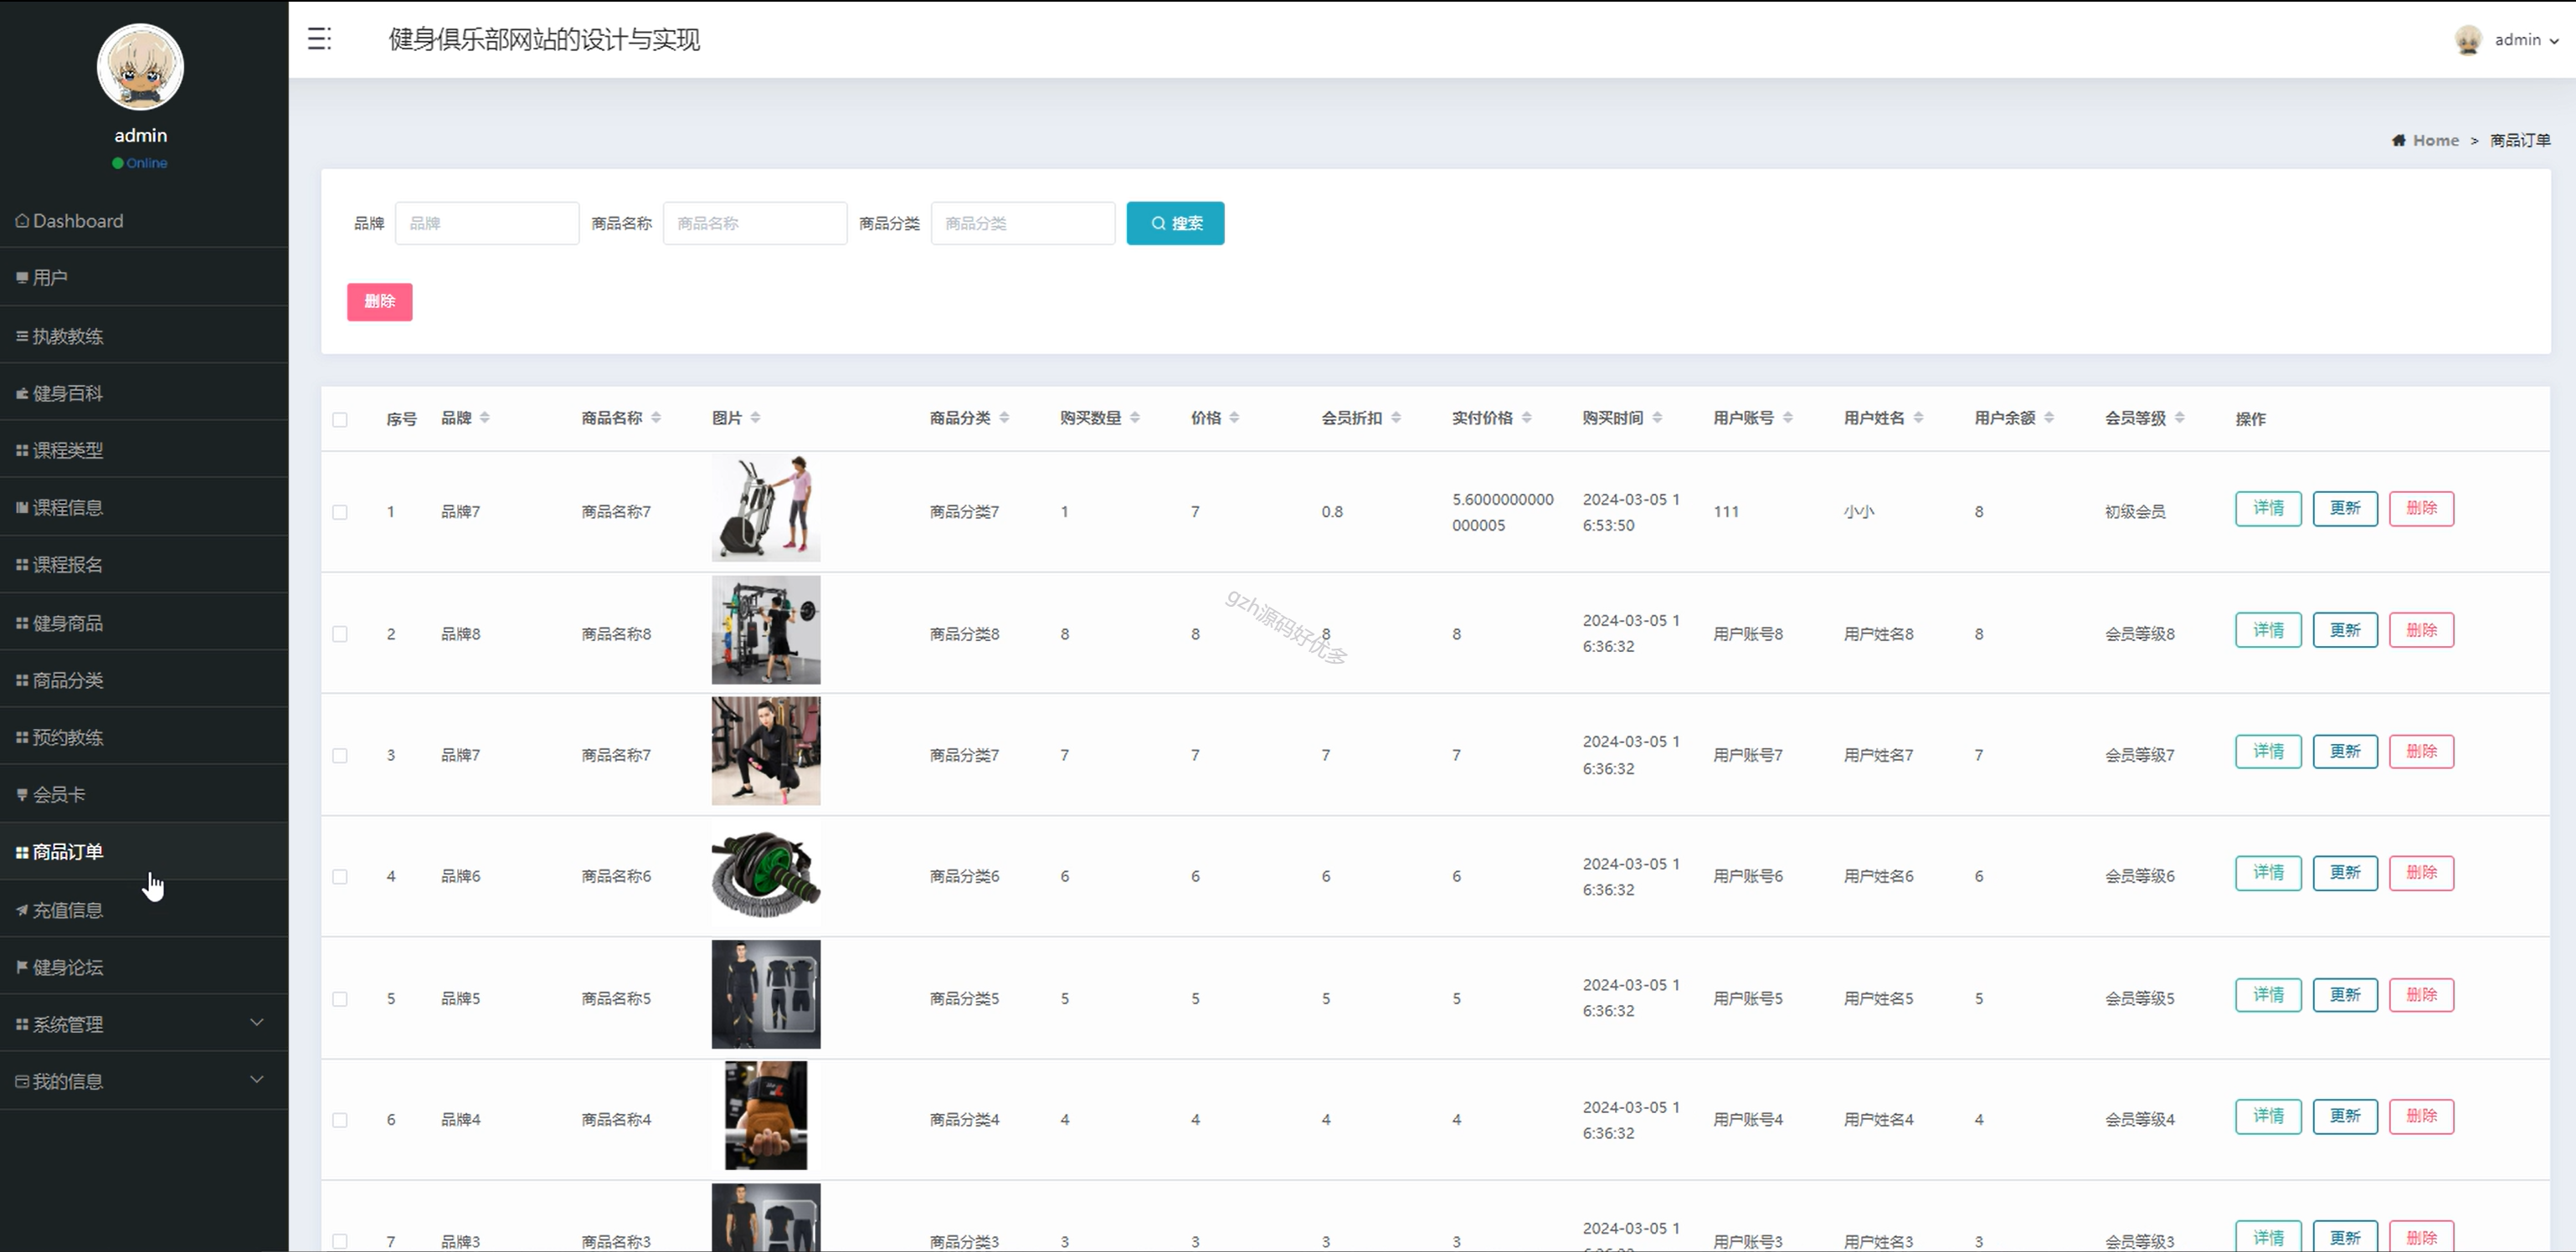 健身俱乐部网站的设计与实现
admin
admin
Online
Home > 商品订单
Dashboard
用户
执教教练
健身百科
课程类型
课程信息
课程报名
健身商品
商品分类
预约教练
会员卡
商品订单
充值信息
健身论坛
系统管理
我的信息
品牌 品牌 商品名称 商品名称 商品分类 商品分类 搜索
删除
序号 品牌 商品名称 图片 商品分类 购买数量 价格 会员折扣 实付价格 购买时间 用户账号 用户姓名 用户余额 会员等级 操作
1 品牌7 商品名称7 商品分类7 1 7 0.8 5.6000000000 2024-03-05 1 111 小小 8 初级会员 详情 更新 删除
000005 6:53:50
2 品牌8 商品名称8 商品分类8 8 8 8 8 2024-03-05 1 用户账号8 用户姓名8 8 会员等级8 详情 更新 删除
6:36:32
gzh源码好优多
3 品牌7 商品名称7 商品分类7 7 7 7 7 2024-03-05 1 用户账号7 用户姓名7 7 会员等级7 详情 更新 删除
6:36:32
4 品牌6 商品名称6 商品分类6 6 6 6 6 2024-03-05 1 用户账号6 用户姓名6 6 会员等级6 详情 更新 删除
6:36:32
5 品牌5 商品名称5 商品分类5 5 5 5 5 2024-03-05 1 用户账号5 用户姓名5 5 会员等级5 详情 更新 删除
6:36:32
6 品牌4 商品名称4 商品分类4 4 4 4 4 2024-03-05 1 用户账号4 用户姓名4 4 会员等级4 详情 更新 删除
6:36:32
7 品牌3 商品名称3 商品分类3 3 3 3 3 2024-03-05 1 用户账号3 用户姓名3 3 会员等级3 详情 更新 删除